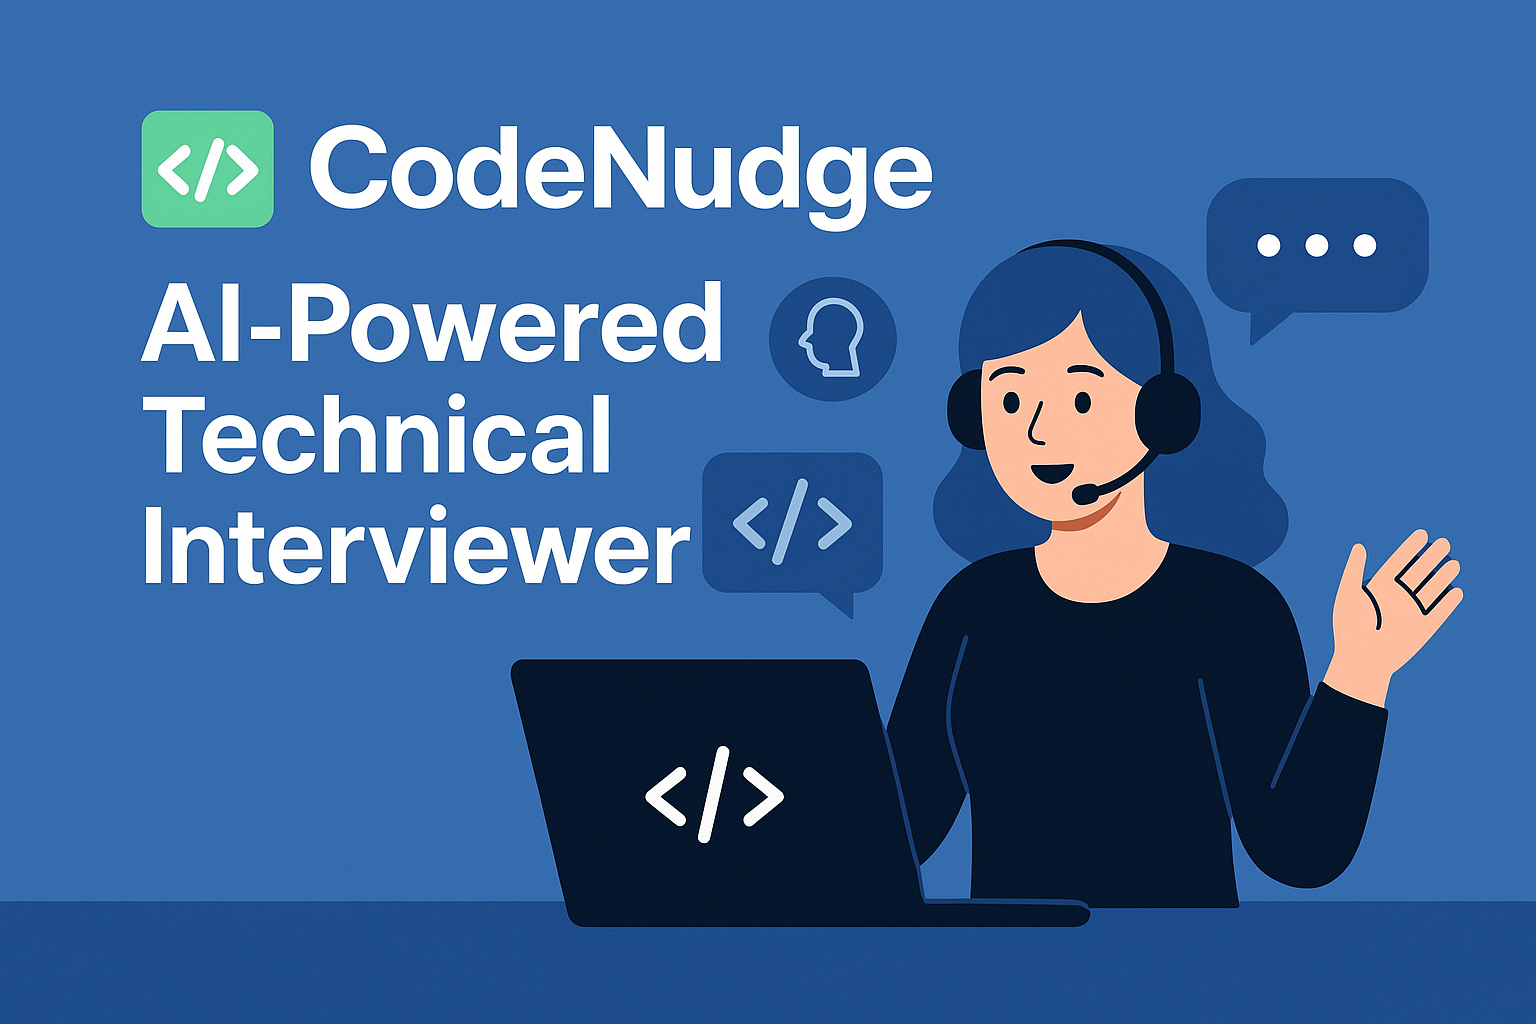 </> CodeNudge
AI-Powered
Technical
Interviewer
</>
</>